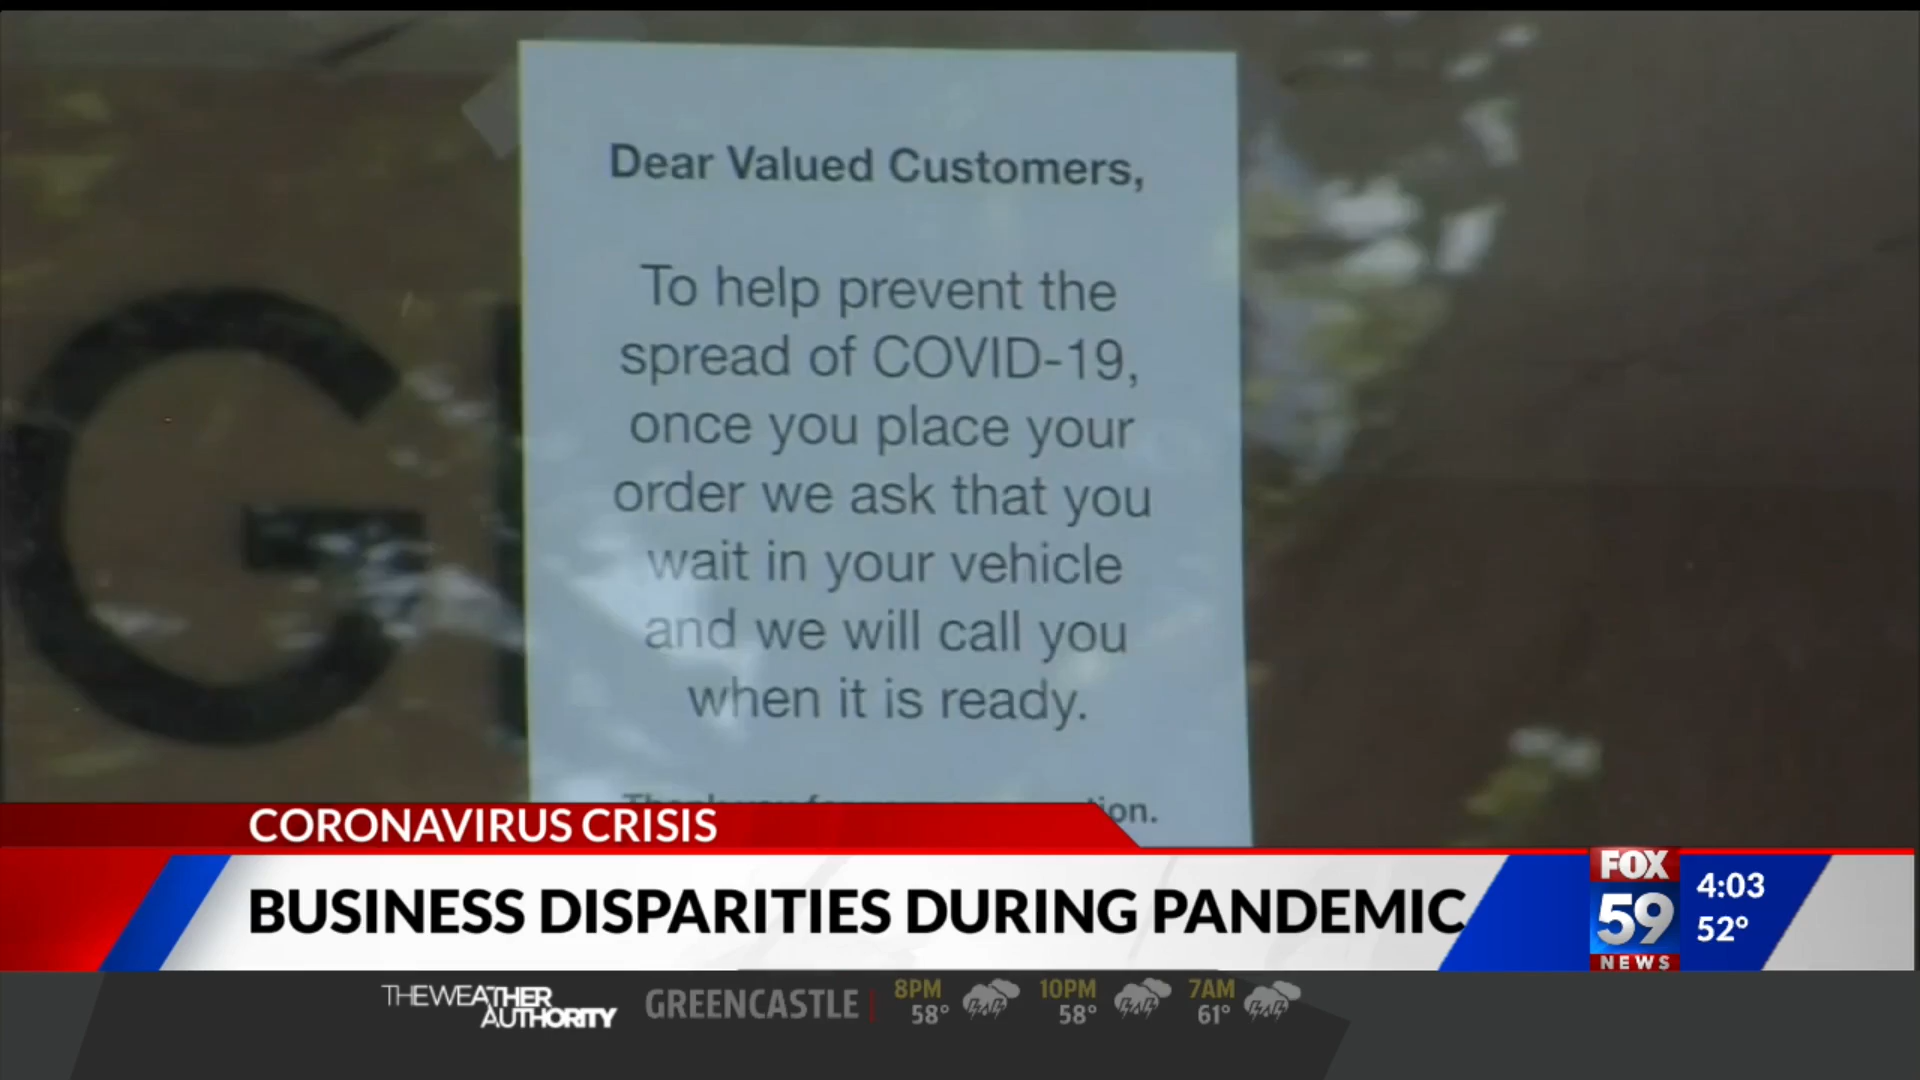 Dear Valued Customers,
To help prevent the
spread of COVID-19,
once you place your
order we ask that you
wait in your vehicle
and we will call you
when it is ready.
G
CORONAVIRUS CRISIS
BUSINESS DISPARITIES DURING PANDEMIC
FOX
59
NEWS
4:03
52°
THE WEATHER
AUTHORITY
GREENCASTLE
8PM
58°
10PM
58°
7AM
61°